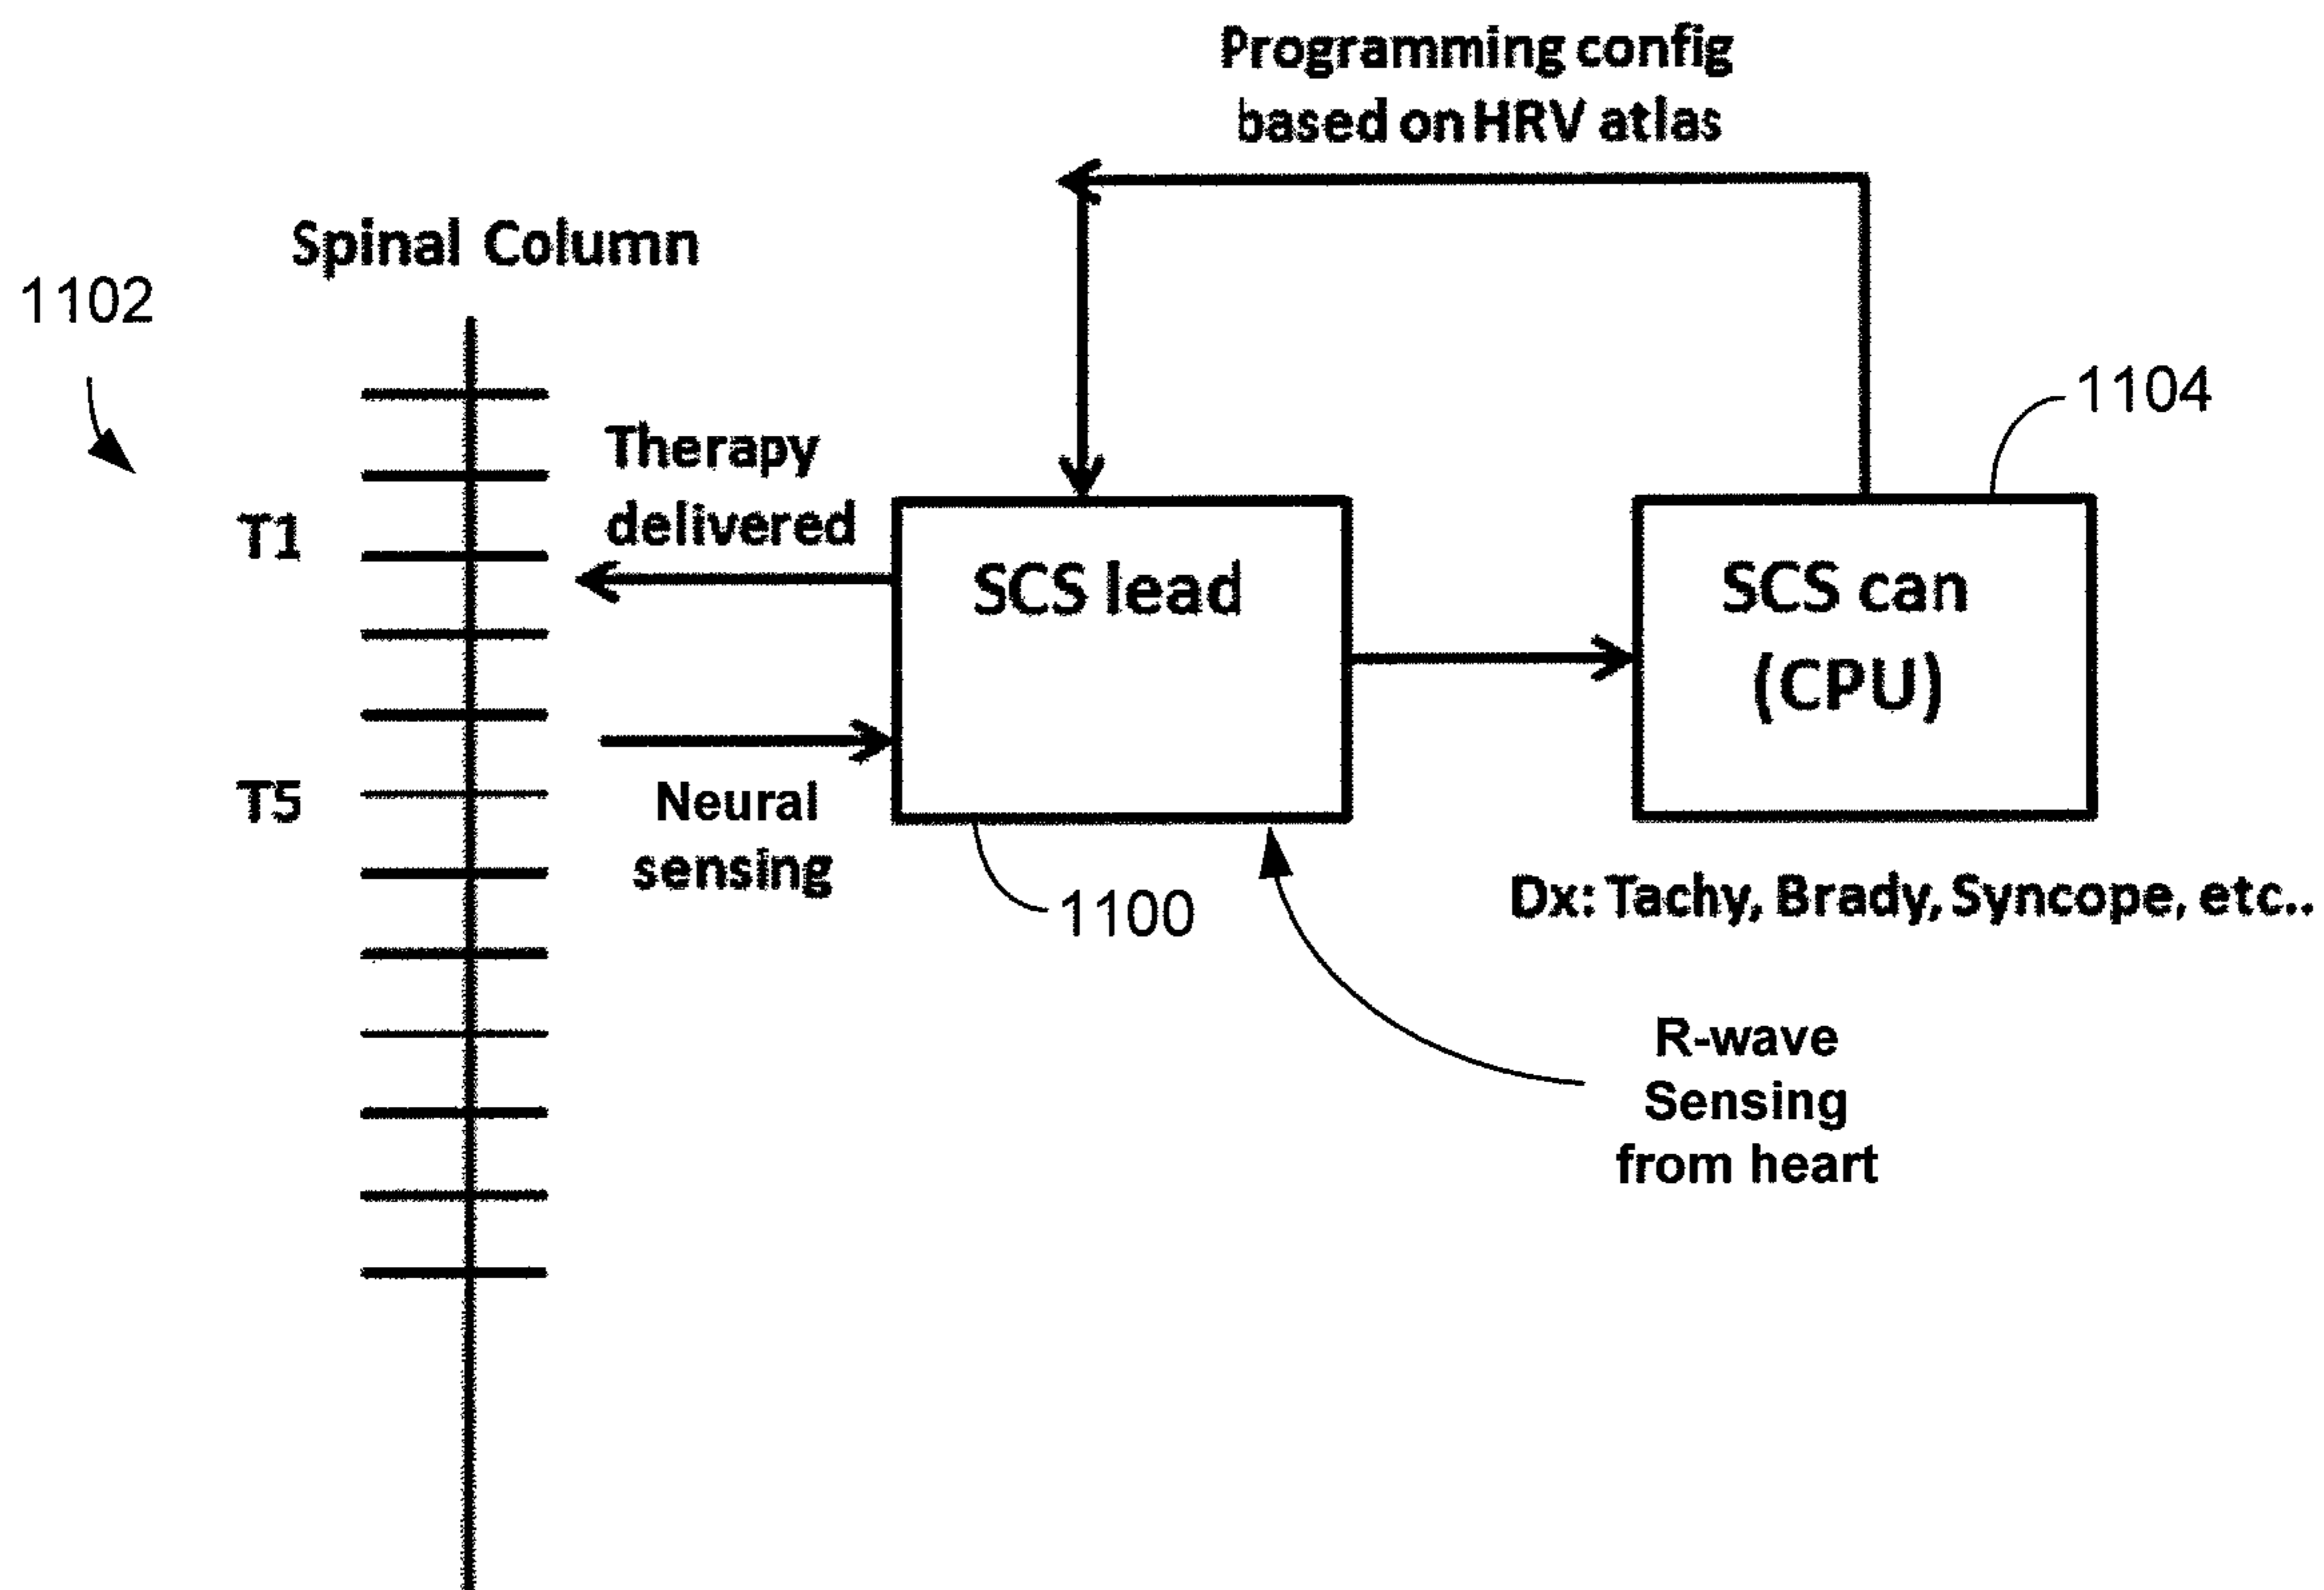 Programming config
based on HRV atlas
Spinal Column
1102
1104
Therapy
delivered
T1
SCS lead
SCS can
(CPU)
T5
Neural
sensing
1100
Dx: Tachy, Brady, Syncope, etc..
R-wave
Sensing
from heart